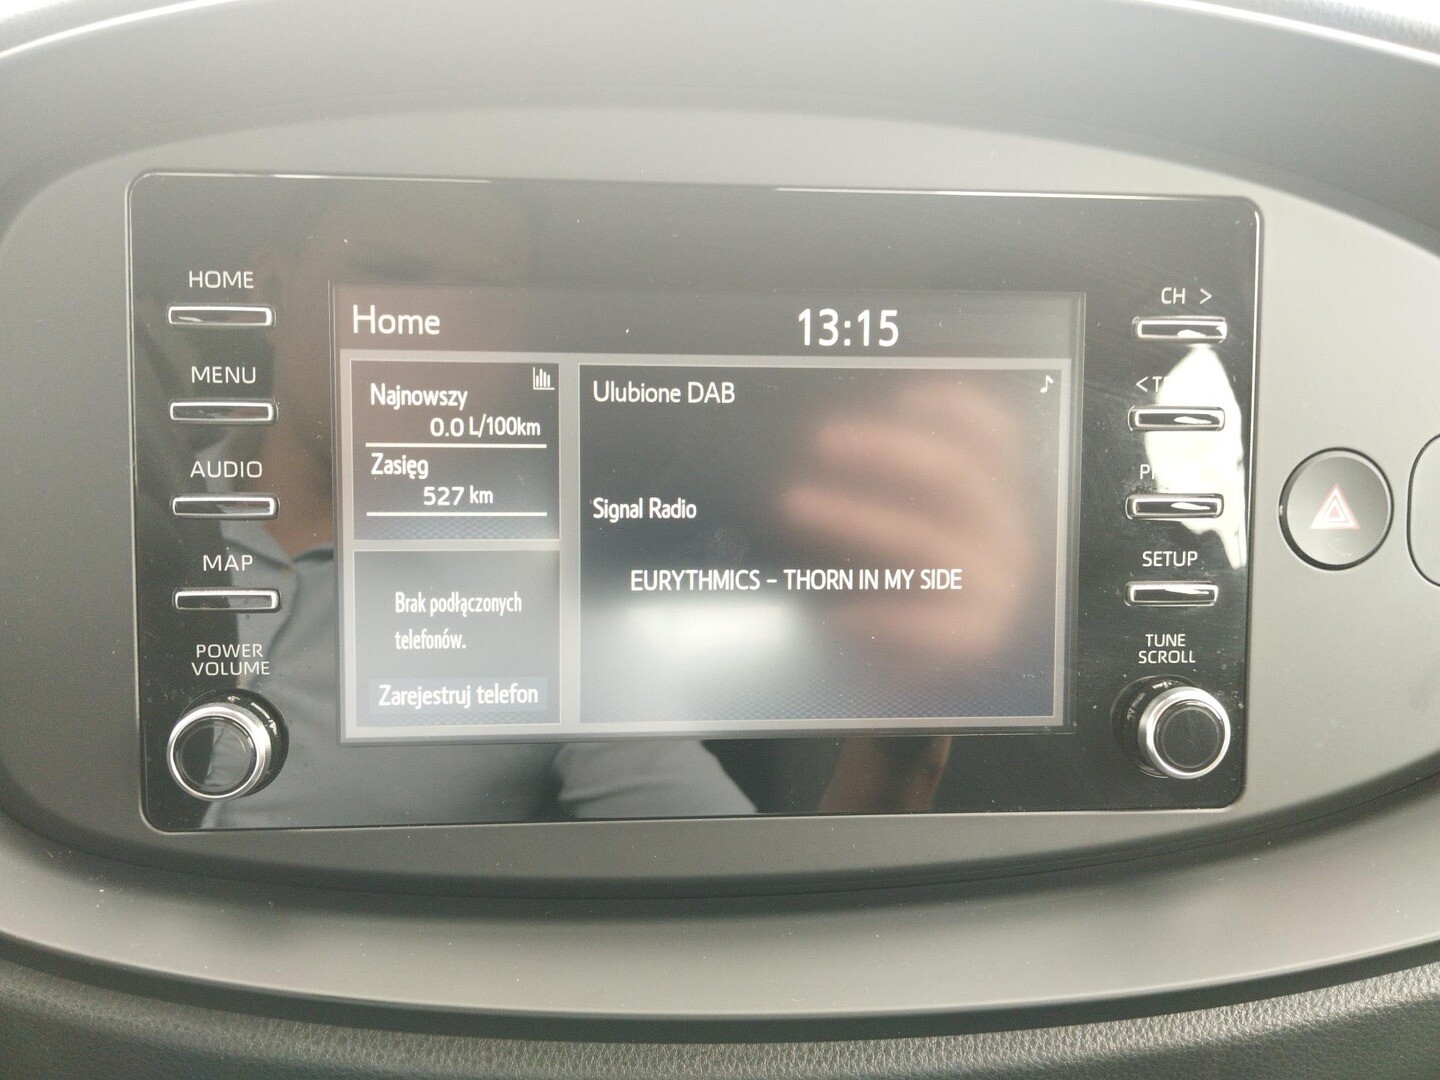 HOME
MENU
AUDIO
MAP
POWER
VOLUME
Home
13:15
Najnowszy
0.0 L/100km
Zasięg
527 km
Brak podłączonych
telefonów.
Zarejestruj telefon
Ulubione DAB
Signal Radio
EURYTHMICS - THORN IN MY SIDE
CH >
SETUP
TUNE
SCROLL